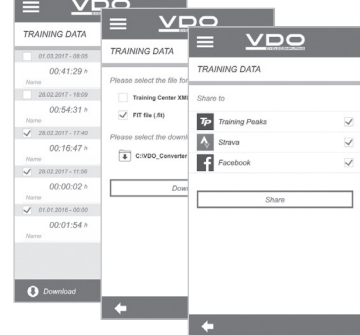 VDO
TRAINING DATA
01.03.2017 - 08:05
00:41:29 h
Name
28.02.2017 - 18:09
00:54:31 h
Name
28.02.2017 - 17:40
00:16:47 h
Name
28.02.2017 - 11:56
00:00:02 h
Name
01.01.2016 - 00:00
00:01:54 h
Name
Download
VDO
TRAINING DATA
Please select the file for
Training Center XM
FIT file (.fit)
Please select the downl
C:\VDO_Converter
Dow
VDO
CYCLECOMPUTING
TRAINING DATA
Share to
TP Training Peaks
Strava
f Facebook
Share